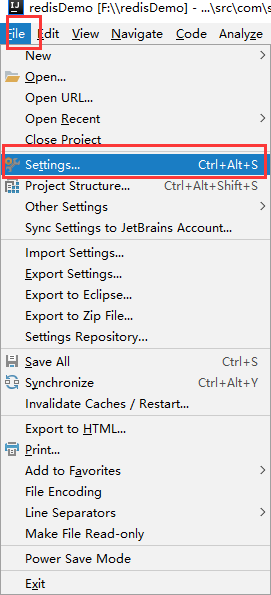 IJ redisDemo [F:\\redisDemo] - ...\src\com\s
File Edit View Navigate Code Analyze
New
Open...
Open URL...
Open Recent
Close Project
Settings... Ctrl+Alt+S
Project Structure... Ctrl+Alt+Shift+S
Other Settings
Sync Settings to JetBrains Account...
Import Settings...
Export Settings...
Export to Eclipse...
Export to Zip File...
Settings Repository...
Save All Ctrl+S
Synchronize Ctrl+Alt+Y
Invalidate Caches / Restart...
Export to HTML...
Print...
Add to Favorites
File Encoding
Line Separators
Make File Read-only
Power Save Mode
Exit